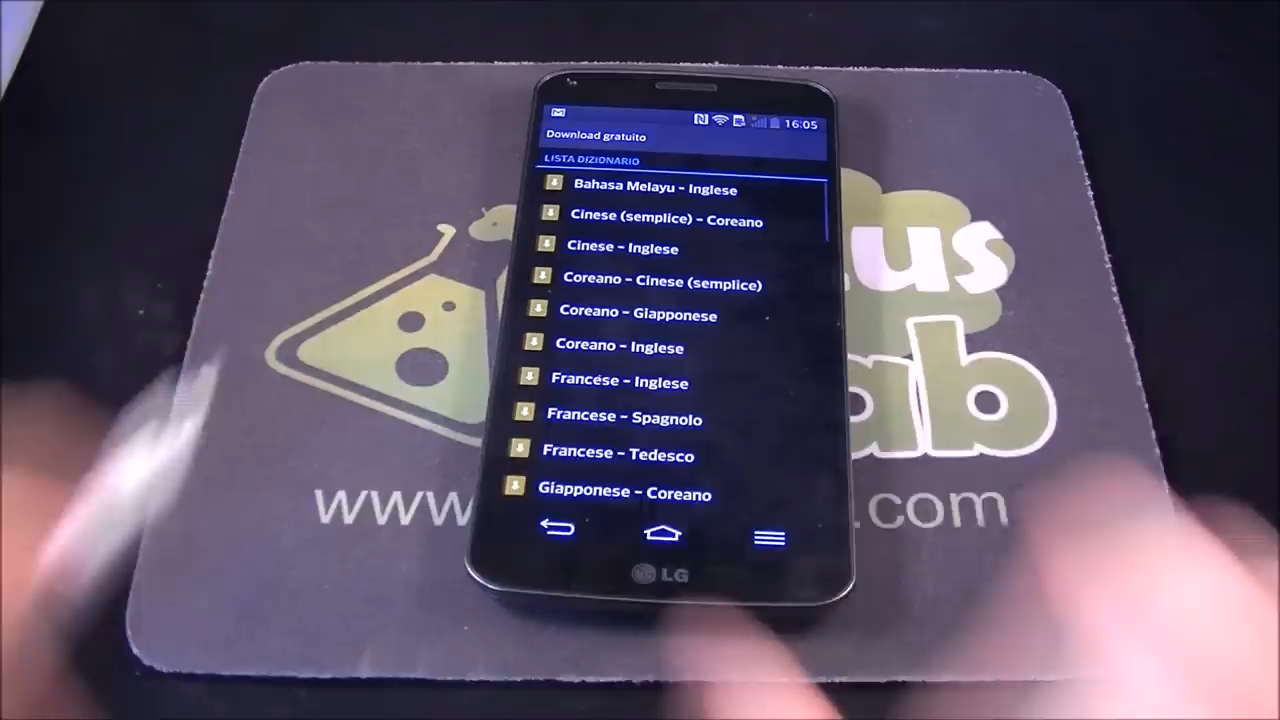 16:05
Download gratuito
LISTA DIZIONARIO
Bahasa Melayu - Inglese
Cinese (semplice) - Coreano
Cinese - Inglese
Coreano - Cinese (semplice)
Coreano - Giapponese
Coreano - Inglese
Francese - Inglese
Francese - Spagnolo
Francese - Tedesco
Giapponese - Coreano
LG
www
.com